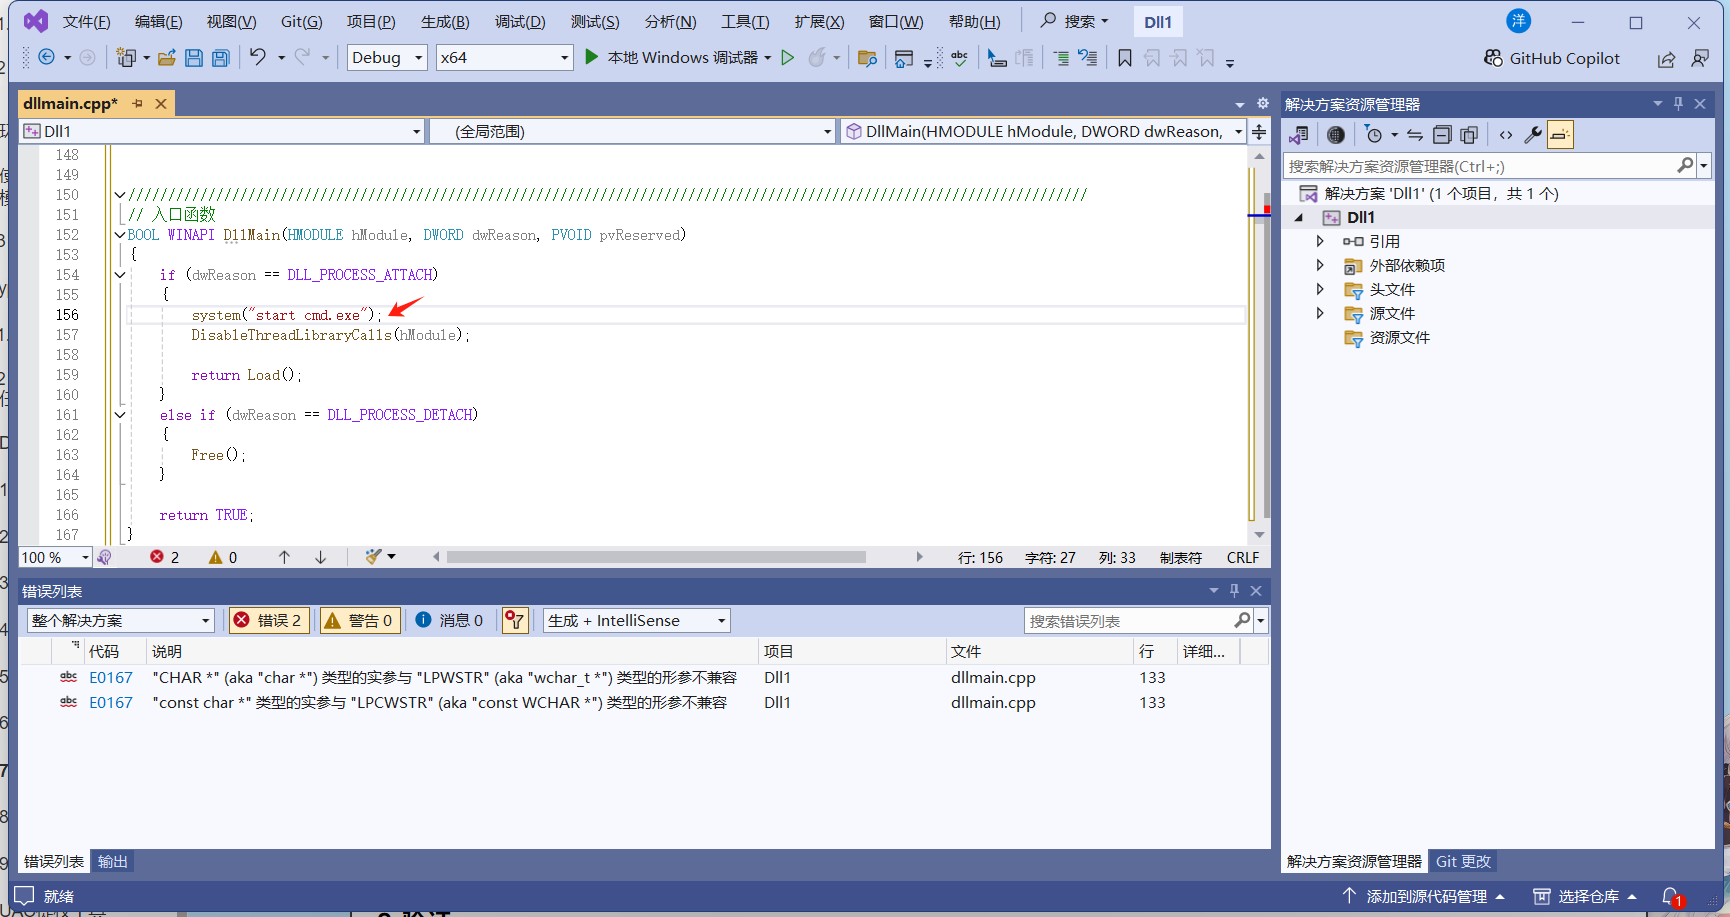 文件(F) 编辑(E) 视图(V) Git(G) 项目(P) 生成(B) 调试(D) 测试(S) 分析(N) 工具(T) 扩展(X) 窗口(W) 帮助(H) 搜索 Dll1 洋
Debug x64 本地 Windows 调试器 GitHub Copilot
dllmain.cpp*
Dll1 (全局范围) DllMain(HMODULE hModule, DWORD dwReason,
148
149
150 ////////////////////////////////////////////////////////////////////////////////////////////////////////////////////////
151 // 入口函数
152 BOOL WINAPI DllMain(HMODULE hModule, DWORD dwReason, PVOID pvReserved)
153 {
154 if (dwReason == DLL_PROCESS_ATTACH)
155 {
156 system("start cmd.exe");
157 DisableThreadLibraryCalls(hModule);
158
159 return Load();
160 }
161 else if (dwReason == DLL_PROCESS_DETACH)
162 {
163 Free();
164 }
165
166 return TRUE;
167 }
100 % 2 0 行: 156 字符: 27 列: 33 制表符 CRLF
错误列表
整个解决方案 错误 2 警告 0 消息 0 生成 + IntelliSense 搜索错误列表
代码 说明 项目 文件 行 详细...
abc E0167 "CHAR *" (aka "char *") 类型的实参与 "LPWSTR" (aka "wchar_t *") 类型的形参不兼容 Dll1 dllmain.cpp 133
abc E0167 "const char *" 类型的实参与 "LPCWSTR" (aka "const WCHAR *") 类型的形参不兼容 Dll1 dllmain.cpp 133
错误列表 输出
解决方案资源管理器
搜索解决方案资源管理器(Ctrl+;)
解决方案 'Dll1' (1 个项目，共 1 个)
Dll1
引用
外部依赖项
头文件
源文件
资源文件
解决方案资源管理器 Git 更改
就绪 添加到源代码管理 选择仓库 1